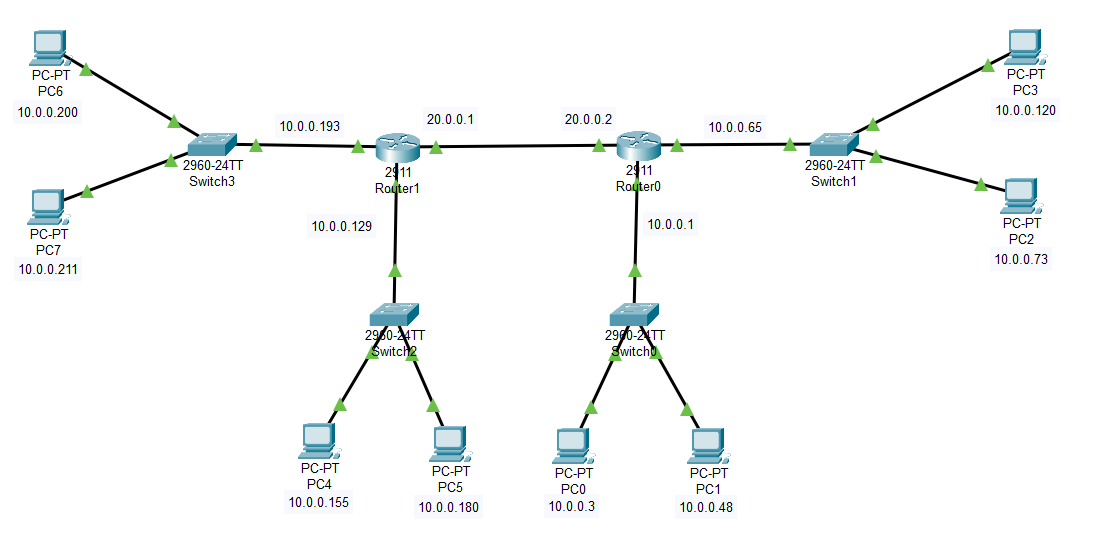 PC-PT
PC6
10.0.0.200
PC-PT
PC7
10.0.0.211
2960-24TT
Switch3
10.0.0.193
2911
Router1
20.0.0.1
20.0.0.2
2911
Router0
10.0.0.65
2960-24TT
Switch1
PC-PT
PC3
10.0.0.120
PC-PT
PC2
10.0.0.73
10.0.0.129
10.0.0.1
2960-24TT
Switch2
2960-24TT
Switch0
PC-PT
PC4
10.0.0.155
PC-PT
PC5
10.0.0.180
PC-PT
PC0
10.0.0.3
PC-PT
PC1
10.0.0.48